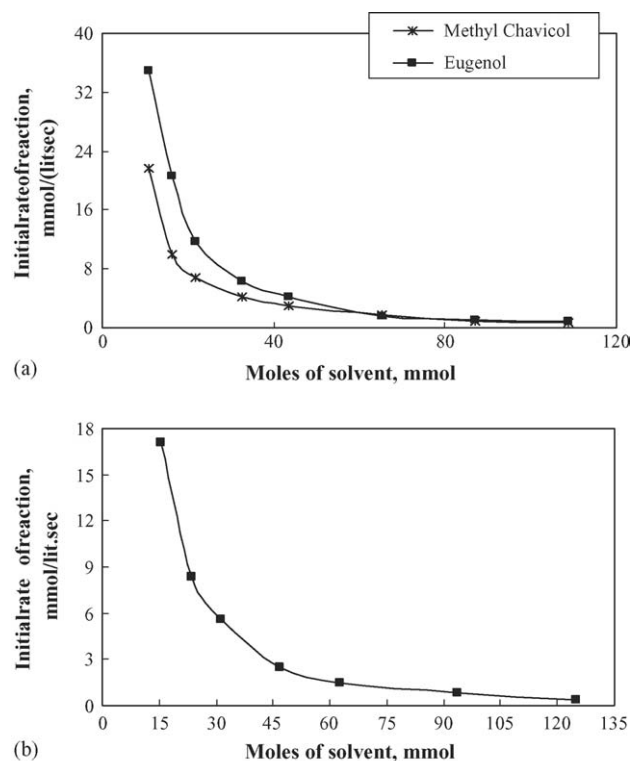 Methyl Chavicol
Eugenol
40
32
24
16
8
0
Initialrateofreaction,
mmol/(litsec)
0
40
80
120
Moles of solvent, mmol
(a)
18
15
12
9
6
3
0
Initialrate ofreaction,
mmol/lit.sec
0
15
30
45
60
75
90
105
120
135
Moles of solvent, mmol
(b)